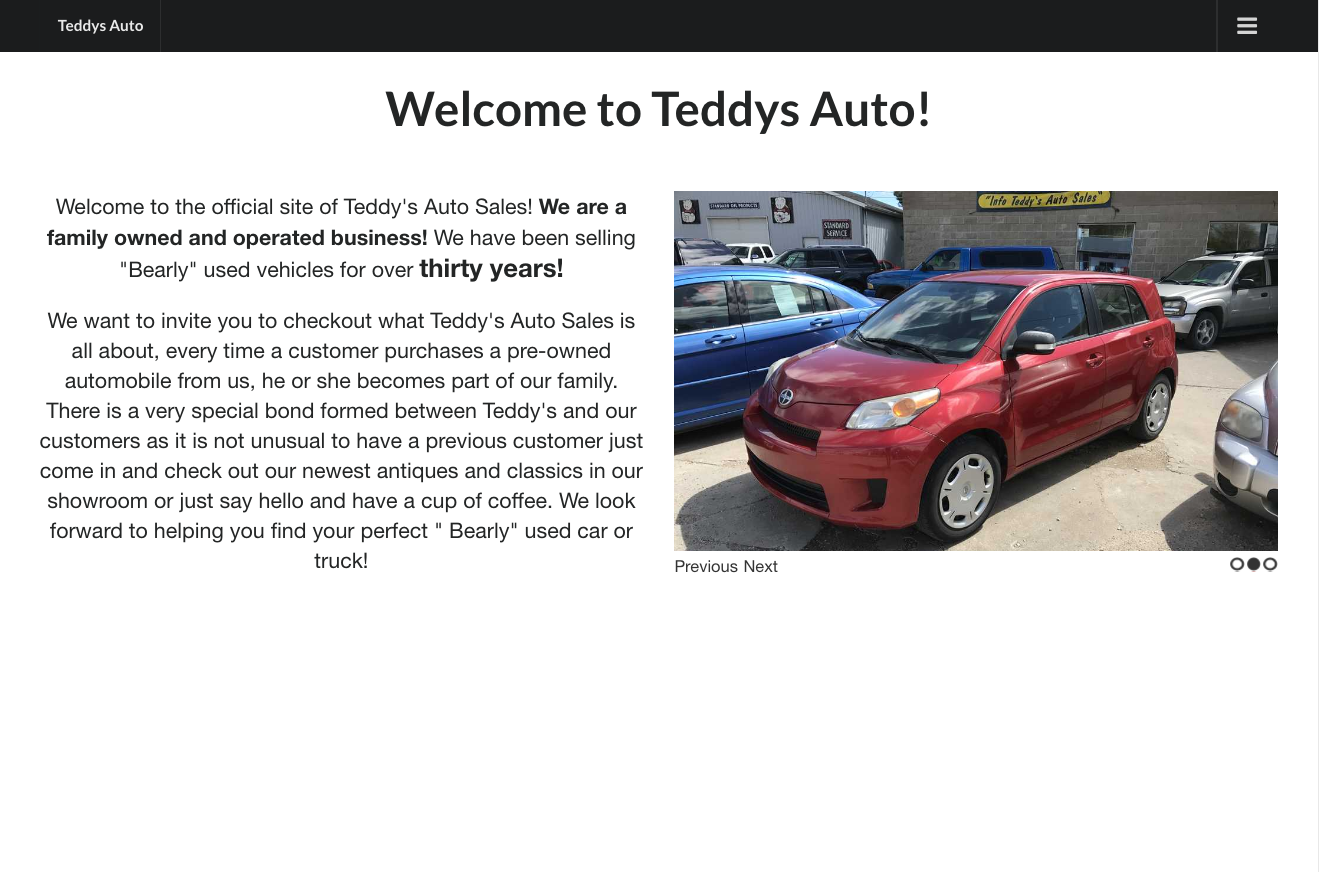 Teddys Auto
Welcome to Teddys Auto!
Welcome to the official site of Teddy's Auto Sales! We are a
family owned and operated business! We have been selling
"Bearly" used vehicles for over thirty years!
We want to invite you to checkout what Teddy's Auto Sales is
all about, every time a customer purchases a pre-owned
automobile from us, he or she becomes part of our family.
There is a very special bond formed between Teddy's and our
customers as it is not unusual to have a previous customer just
come in and check out our newest antiques and classics in our
showroom or just say hello and have a cup of coffee. We look
forward to helping you find your perfect " Bearly" used car or
truck!
"Info Teddy's Auto Sales"
STANDARD OIL PRODUCTS
STANDARD
SERVICE
Previous Next